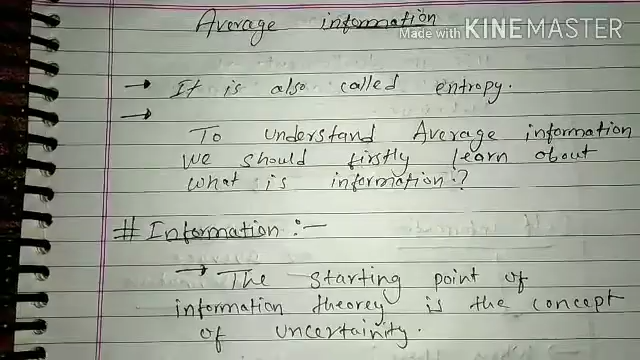 Average information
Made with KINEMASTER
→ It is also called entropy.
→
To understand Average information
we should firstly learn about
what is information?
# Information :-
→ The starting point of
information theorey is the concept
of uncertainity.